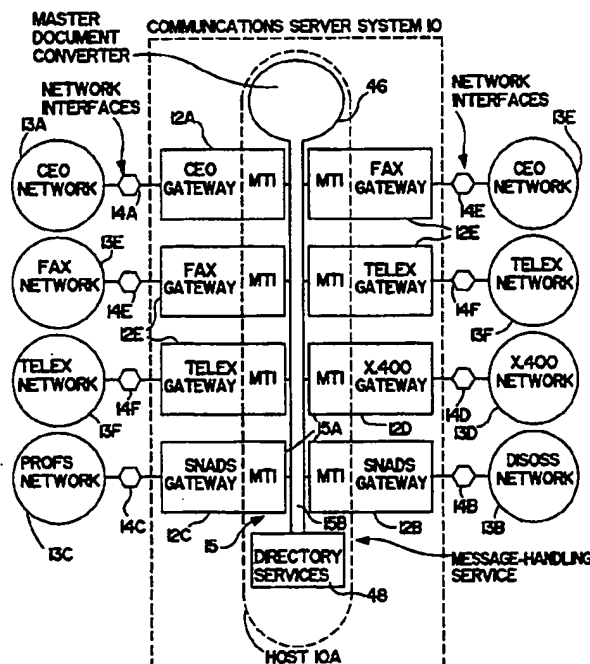 MASTER
DOCUMENT
CONVERTER
COMMUNICATIONS SERVER SYSTEM 10
NETWORK
INTERFACES
46
NETWORK
INTERFACES
13A
12A
13E
CEO
NETWORK
14A
CEO
GATEWAY
MTI
MTI
FAX
GATEWAY
14E
CEO
NETWORK
13E
12E
FAX
NETWORK
14E
FAX
GATEWAY
MTI
MTI
TELEX
GATEWAY
14F
TELEX
NETWORK
12E
13F
TELEX
NETWORK
14F
TELEX
GATEWAY
MTI
MTI
X.400
GATEWAY
14D
X.400
NETWORK
13F
15A
12D
13D
PROFS
NETWORK
14C
SNADS
GATEWAY
MTI
MTI
SNADS
GATEWAY
14B
DISOSS
NETWORK
13C
12C
15
15B
12B
13B
DIRECTORY
SERVICES
48
MESSAGE-HANDLING
SERVICE
HOST 10A